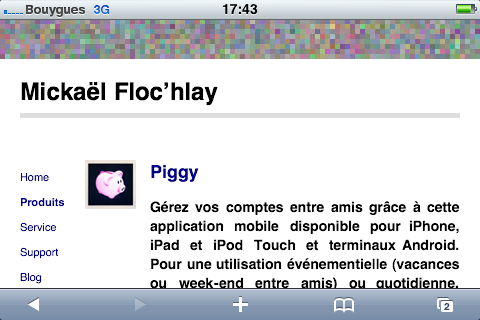 Bouygues 3G 17:43
Mickaël Floc'hlay
Home
Produits
Service
Support
Blog
Piggy
Gérez vos comptes entre amis grâce à cette
application mobile disponible pour iPhone,
iPad et iPod Touch et terminaux Android.
Pour une utilisation événementielle (vacances
ou week-end entre amis) ou quotidienne.
2